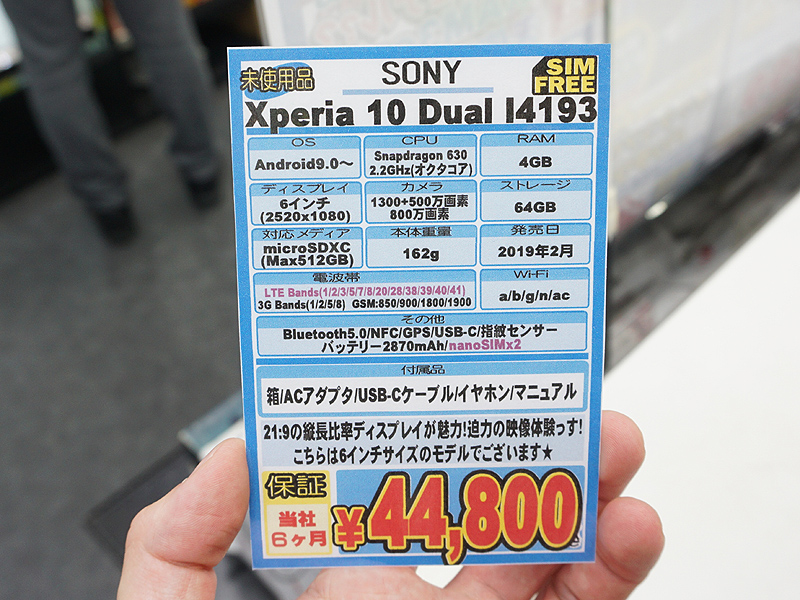 未使用品
SONY
SIM
FREE
Xperia 10 Dual I4193
OS
Android9.0～
CPU
Snapdragon 630
2.2GHz(オクタコア)
RAM
4GB
ディスプレイ
6インチ
(2520x1080)
カメラ
1300+500万画素
800万画素
ストレージ
64GB
対応メディア
microSDXC
(Max512GB)
本体重量
162g
発売日
2019年2月
電波帯
LTE Bands(1/2/3/5/7/8/20/28/38/39/40/41)
3G Bands(1/2/5/8) GSM:850/900/1800/1900
Wi-Fi
a/b/g/n/ac
その他
Bluetooth5.0/NFC/GPS/USB-C/指紋センサー
バッテリー2870mAh/nanoSIMx2
付属品
箱/ACアダプタ/USB-Cケーブル/イヤホン/マニュアル
21:9の縦長比率ディスプレイが魅力!迫力の映像体験っす!
こちらは6インチサイズのモデルでございます★
保証
当社
6ヶ月
¥44,800